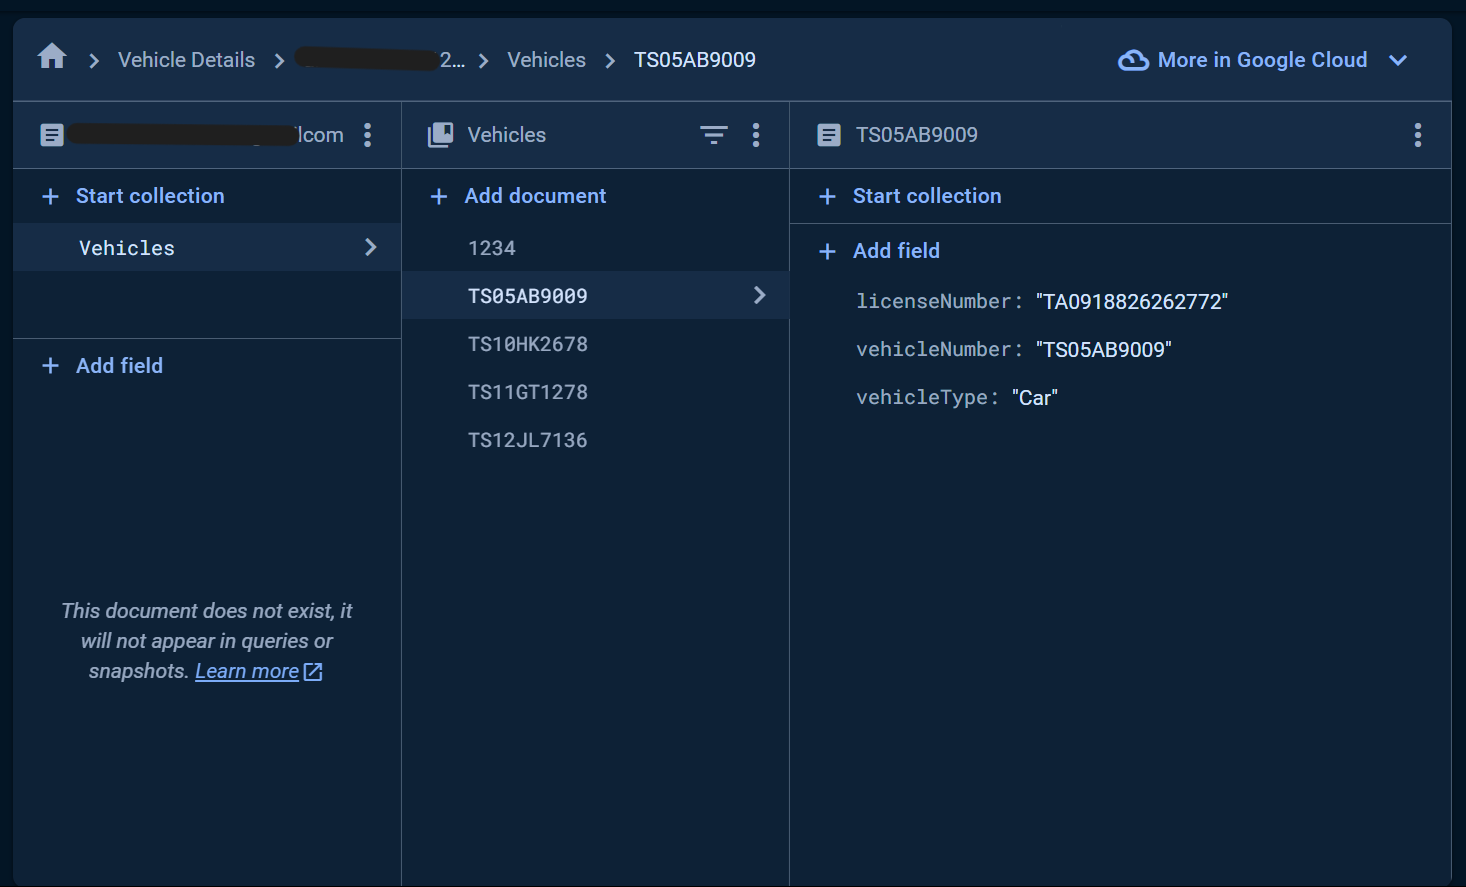 Vehicle Details
2...
Vehicles
TS05AB9009
More in Google Cloud
lcom
Vehicles
TS05AB9009
Start collection
Add document
Start collection
Vehicles
1234
Add field
TS05AB9009
licenseNumber: "TA0918826262772"
TS10HK2678
vehicleNumber: "TS05AB9009"
Add field
TS11GT1278
vehicleType: "Car"
TS12JL7136
This document does not exist, it
will not appear in queries or
snapshots. Learn more